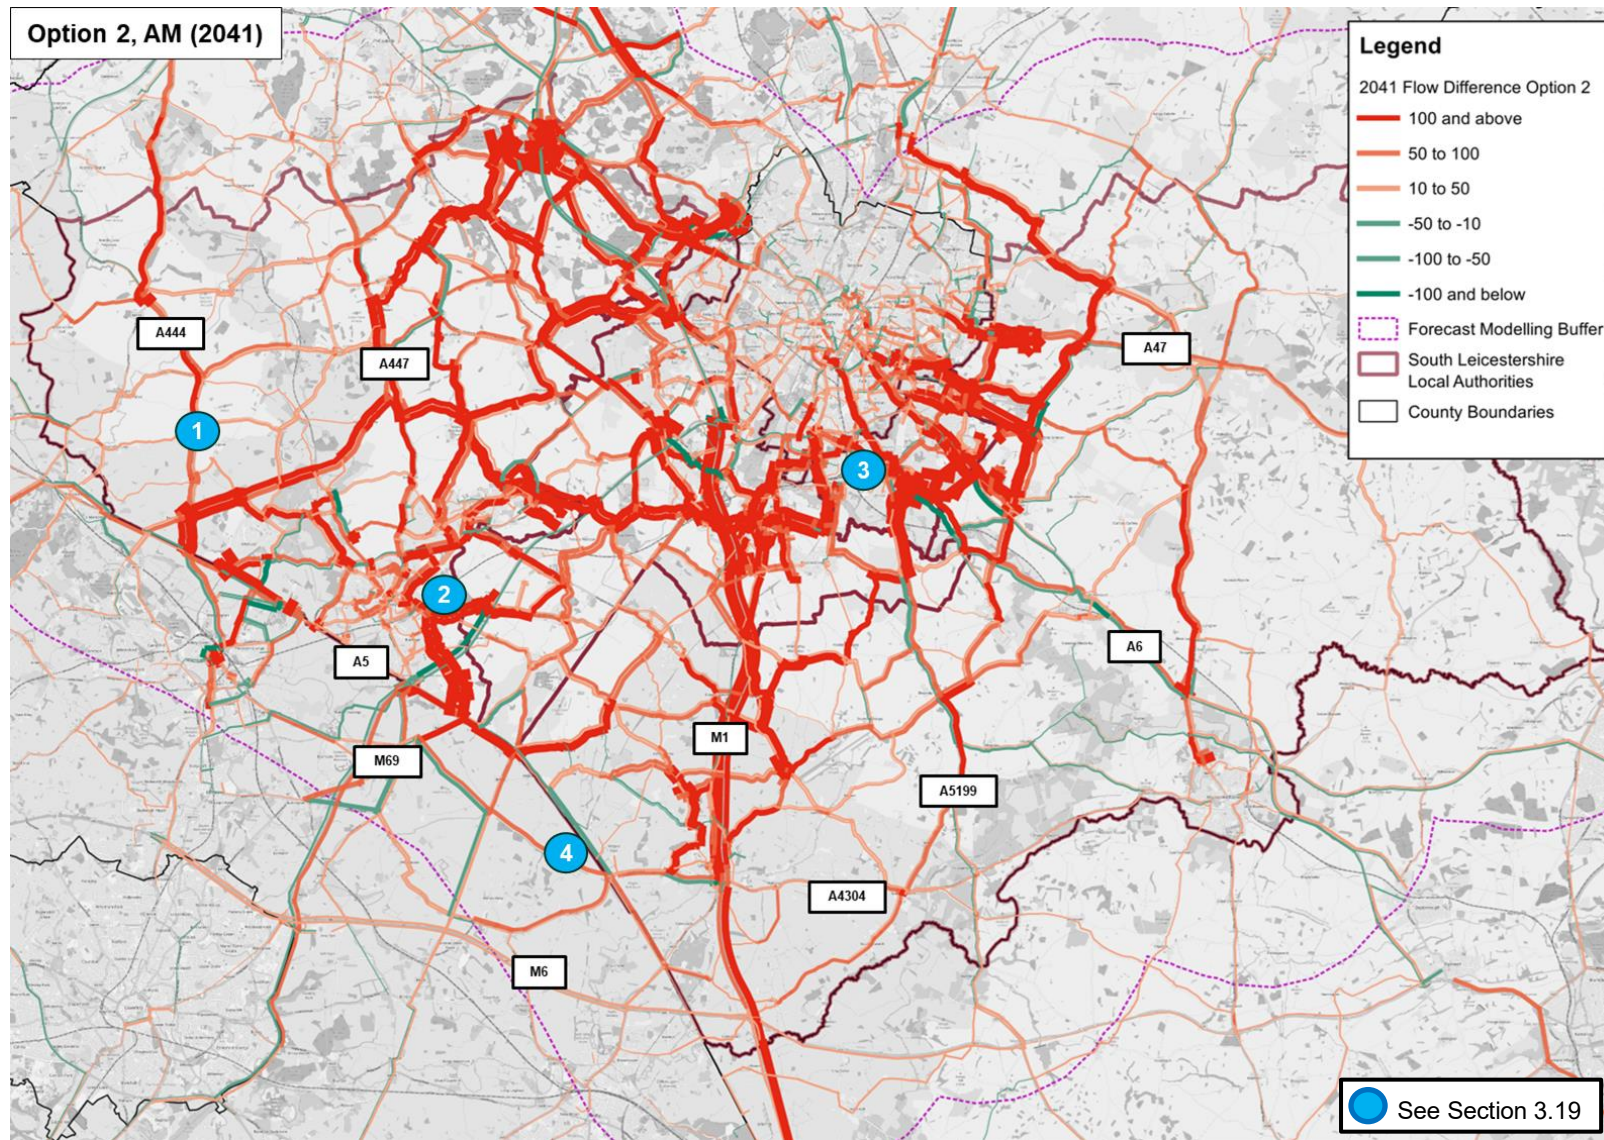 Option 2, AM (2041)
Legend
2041 Flow Difference Option 2
100 and above
50 to 100
10 to 50
-50 to -10
-100 to -50
-100 and below
Forecast Modelling Buffer
South Leicestershire
Local Authorities
County Boundaries
A444
A447
A47
1
3
2
A5
A6
M1
M69
A5199
4
A4304
M6
See Section 3.19